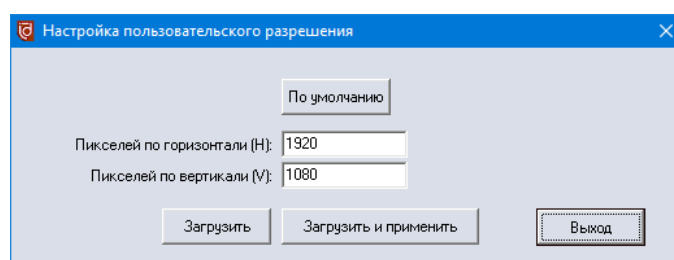 Настройка пользовательского разрешения
По умолчанию
Пикселей по горизонтали (H): 1920
Пикселей по вертикали (V): 1080
Загрузить Загрузить и применить Выход